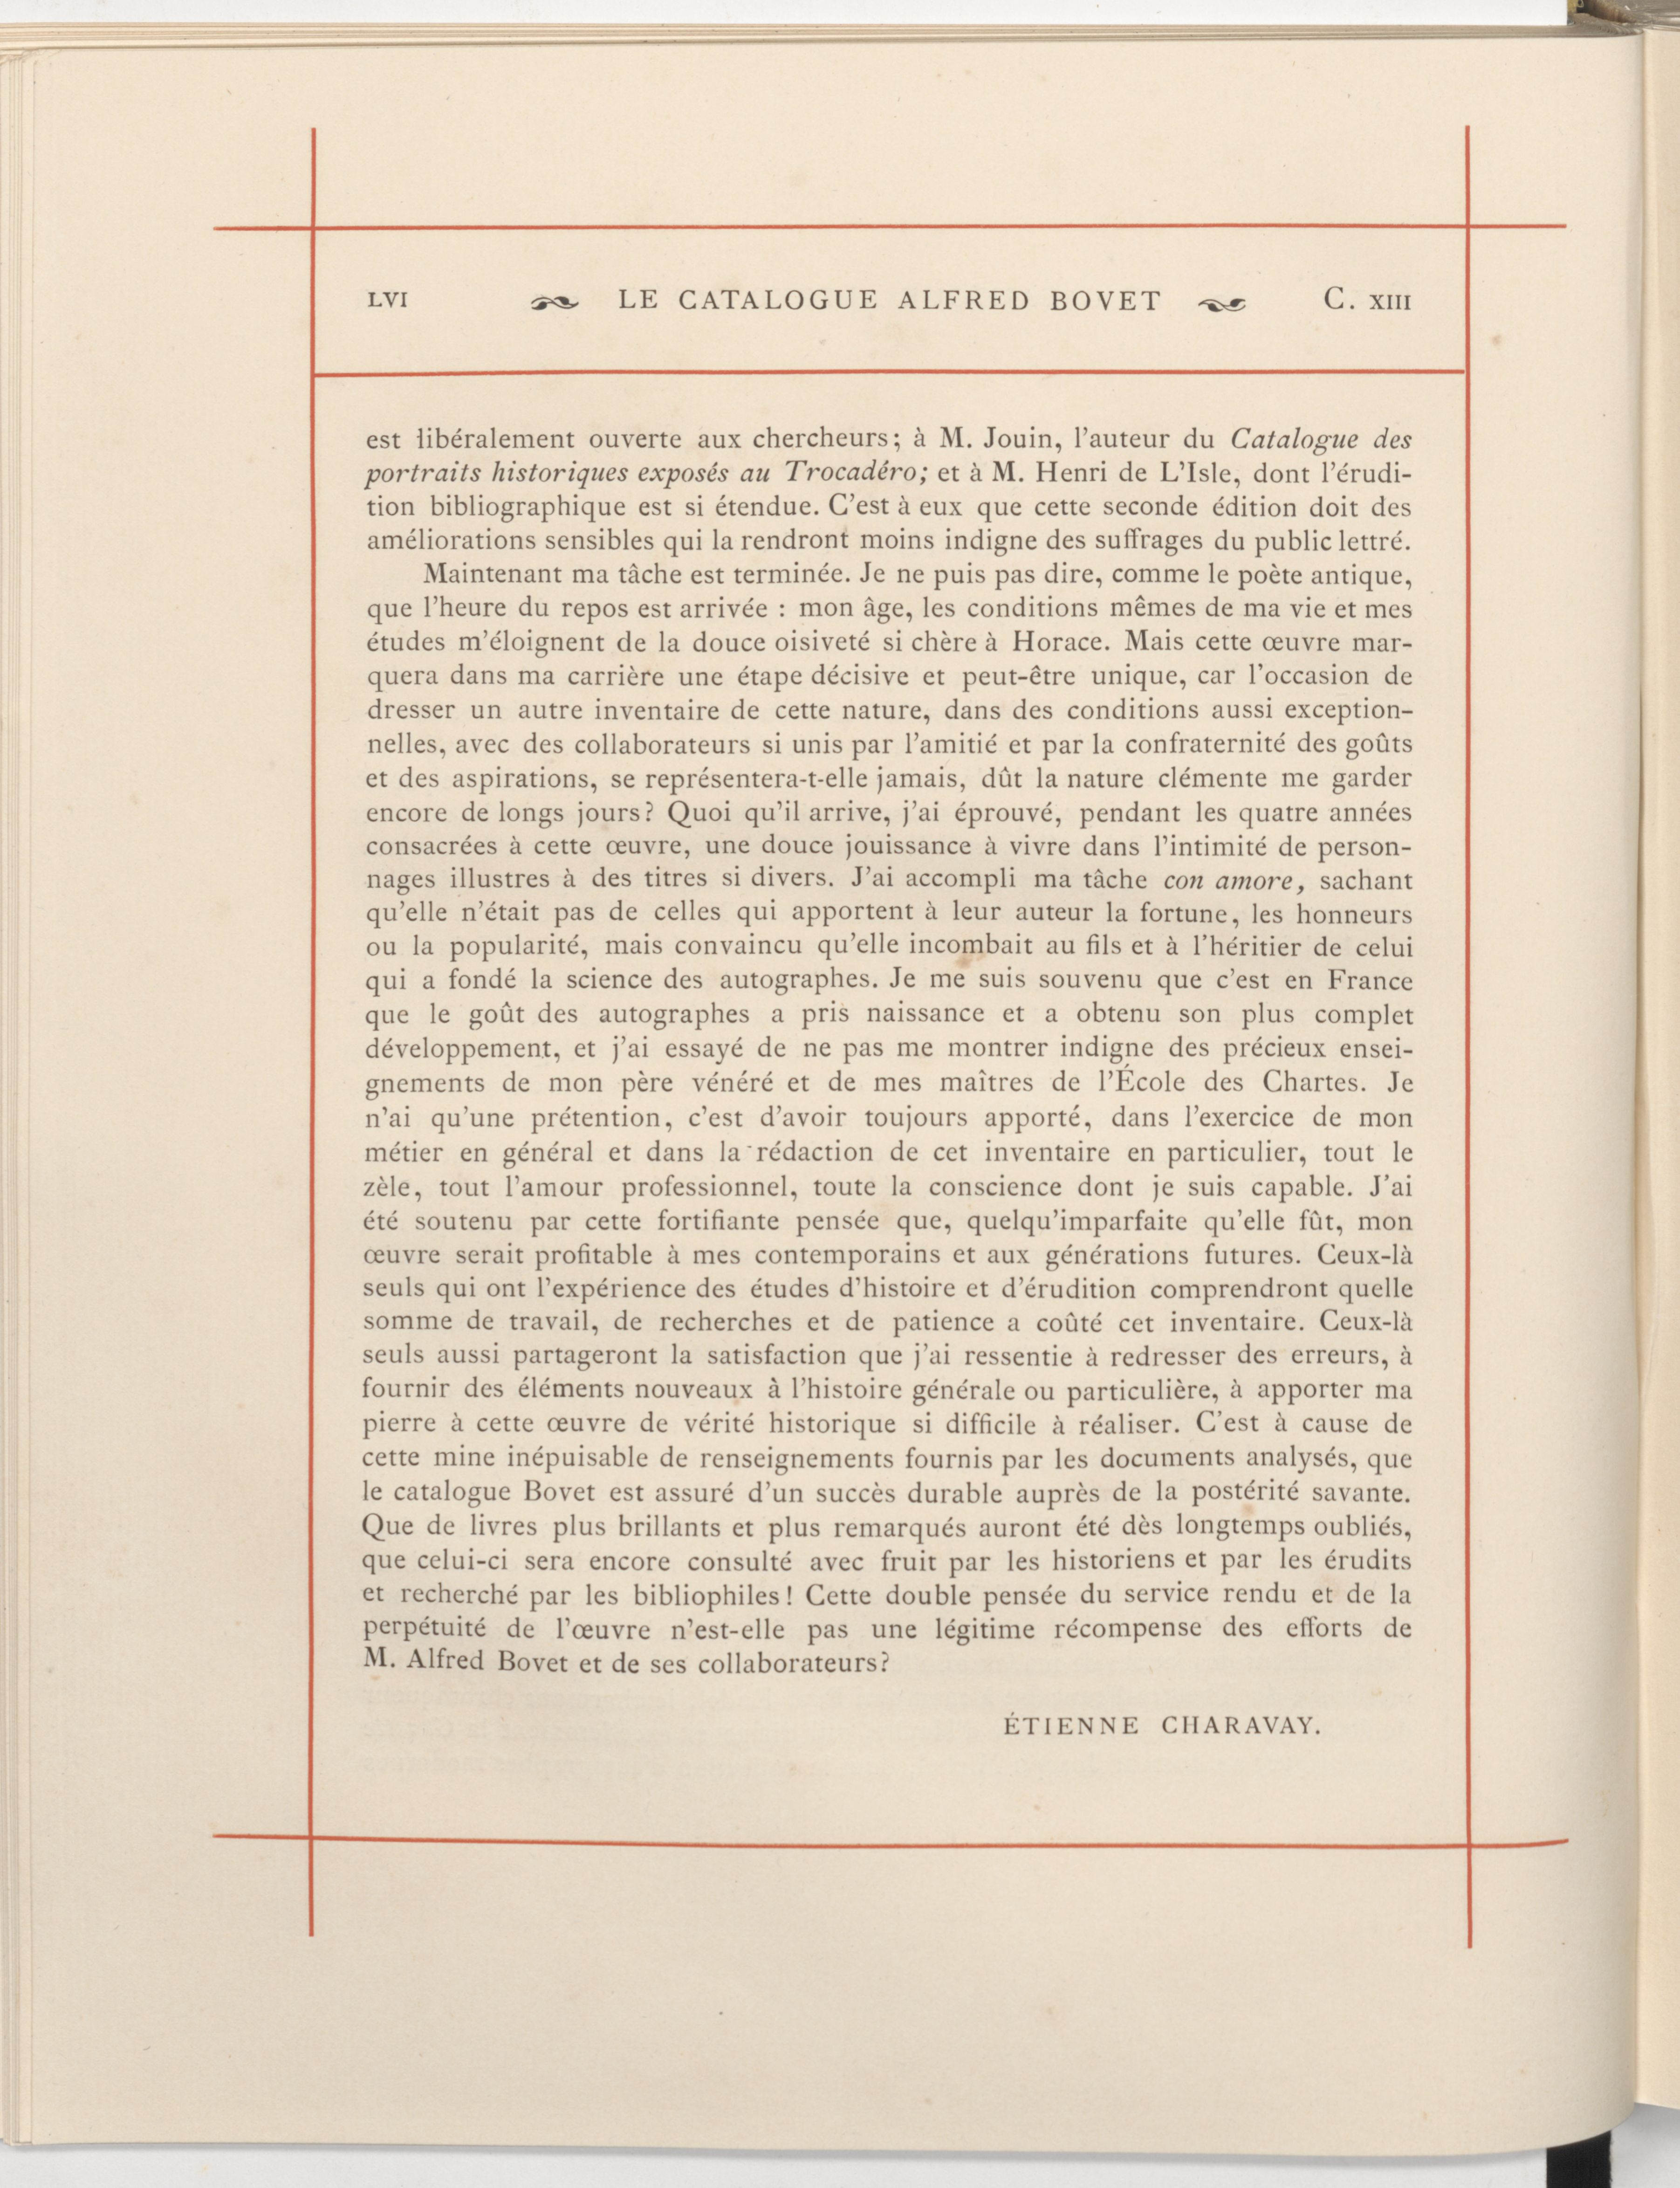 LVI LE CATALOGUE ALFRED BOVET C. XIII
est libéralement ouverte aux chercheurs; à M. Jouin, l'auteur du Catalogue des
portraits historiques exposés au Trocadéro; et à M. Henri de L'Isle, dont l'érudi-
tion bibliographique est si étendue. C'est à eux que cette seconde édition doit des
améliorations sensibles qui la rendront moins indigne des suffrages du public lettré.
Maintenant ma tâche est terminée. Je ne puis pas dire, comme le poète antique,
que l'heure du repos est arrivée : mon âge, les conditions mêmes de ma vie et mes
études m'éloignent de la douce oisiveté si chère à Horace. Mais cette œuvre mar-
quera dans ma carrière une étape décisive et peut-être unique, car l'occasion de
dresser un autre inventaire de cette nature, dans des conditions aussi exception-
nelles, avec des collaborateurs si unis par l'amitié et par la confraternité des goûts
et des aspirations, se représentera-t-elle jamais, dût la nature clémente me garder
encore de longs jours? Quoi qu'il arrive, j'ai éprouvé, pendant les quatre années
consacrées à cette œuvre, une douce jouissance à vivre dans l'intimité de person-
nages illustres à des titres si divers. J'ai accompli ma tâche con amore, sachant
qu'elle n'était pas de celles qui apportent à leur auteur la fortune, les honneurs
ou la popularité, mais convaincu qu'elle incombait au fils et à l'héritier de celui
qui a fondé la science des autographes. Je me suis souvenu que c'est en France
que le goût des autographes a pris naissance et a obtenu son plus complet
développement, et j'ai essayé de ne pas me montrer indigne des précieux ensei-
gnements de mon père vénéré et de mes maîtres de l'École des Chartes. Je
n'ai qu'une prétention, c'est d'avoir toujours apporté, dans l'exercice de mon
métier en général et dans la rédaction de cet inventaire en particulier, tout le
zèle, tout l'amour professionnel, toute la conscience dont je suis capable. J'ai
été soutenu par cette fortifiante pensée que, quelqu'imparfaite qu'elle fût, mon
œuvre serait profitable à mes contemporains et aux générations futures. Ceux-là
seuls qui ont l'expérience des études d'histoire et d'érudition comprendront quelle
somme de travail, de recherches et de patience a coûté cet inventaire. Ceux-là
seuls aussi partageront la satisfaction que j'ai ressentie à redresser des erreurs, à
fournir des éléments nouveaux à l'histoire générale ou particulière, à apporter ma
pierre à cette œuvre de vérité historique si difficile à réaliser. C'est à cause de
cette mine inépuisable de renseignements fournis par les documents analysés, que
le catalogue Bovet est assuré d'un succès durable auprès de la postérité savante.
Que de livres plus brillants et plus remarqués auront été dès longtemps oubliés,
que celui-ci sera encore consulté avec fruit par les historiens et par les érudits
et recherché par les bibliophiles! Cette double pensée du service rendu et de la
perpétuité de l'œuvre n'est-elle pas une légitime récompense des efforts de
M. Alfred Bovet et de ses collaborateurs?
ÉTIENNE CHARAVAY.